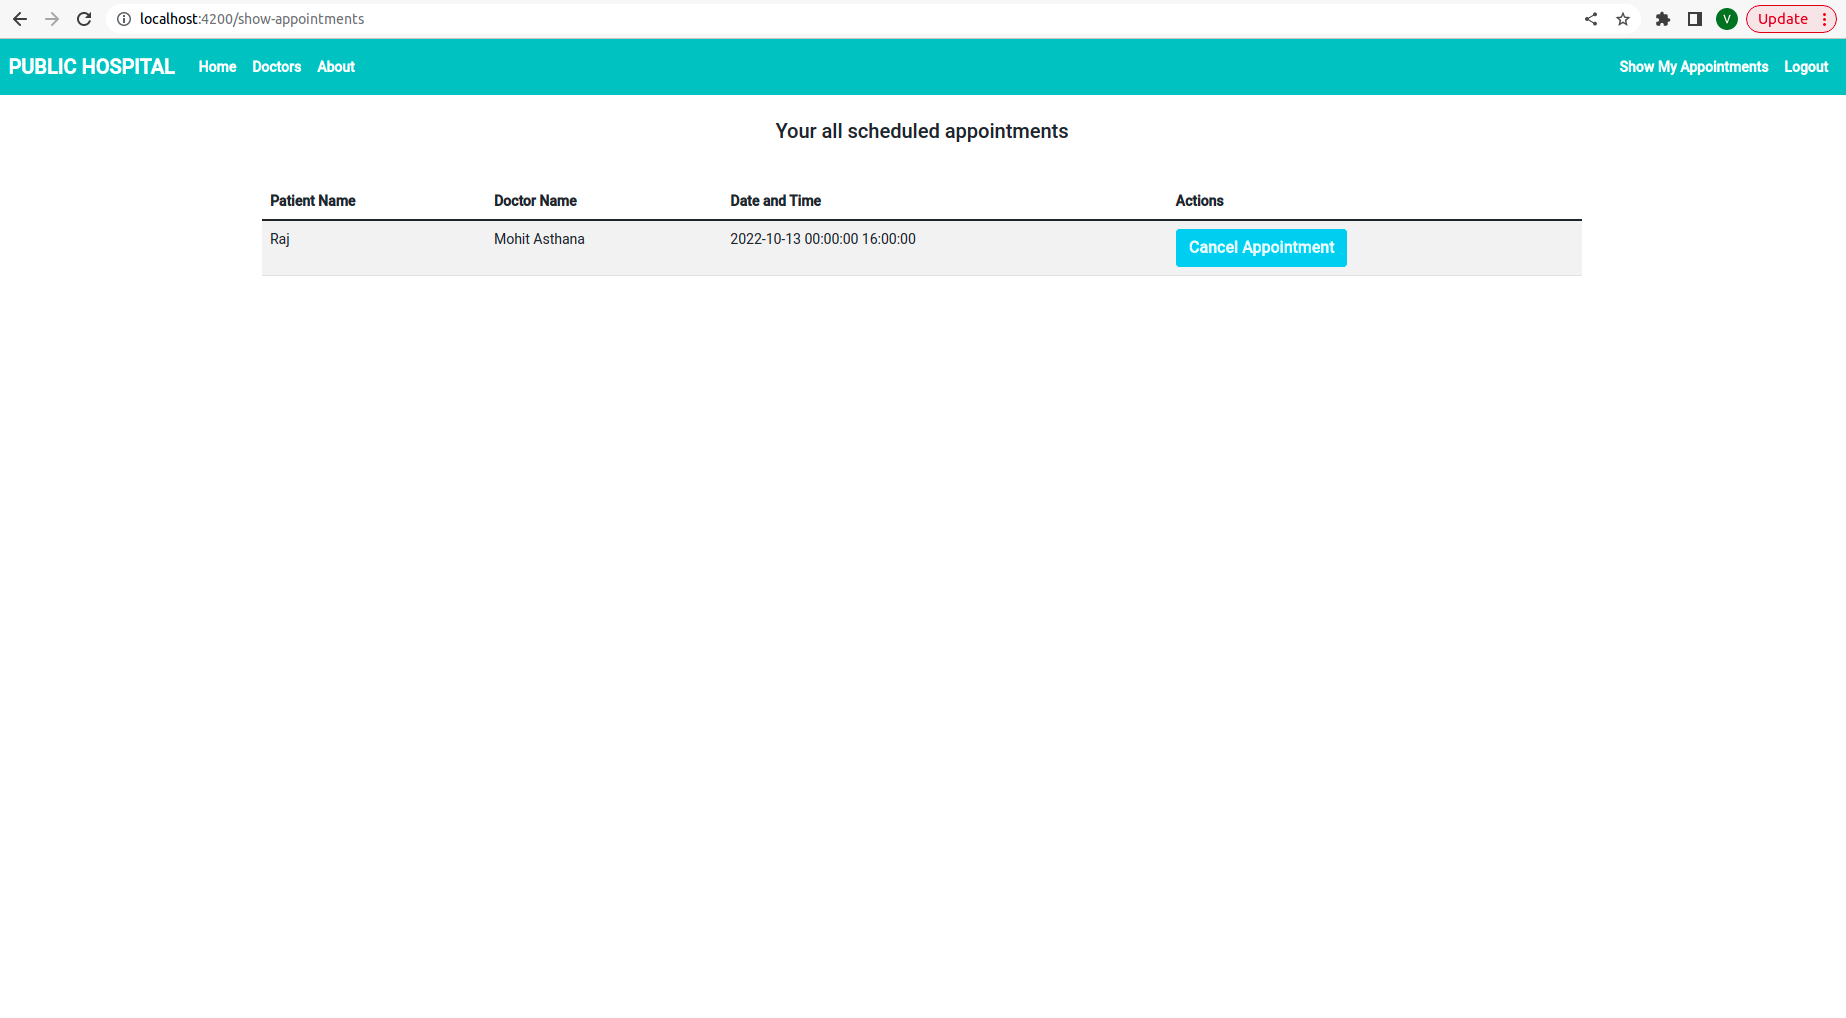 localhost:4200/show-appointments
V
Update
PUBLIC HOSPITAL Home Doctors About Show My Appointments Logout
Your all scheduled appointments
Patient Name Doctor Name Date and Time Actions
Raj Mohit Asthana 2022-10-13 00:00:00 16:00:00 Cancel Appointment